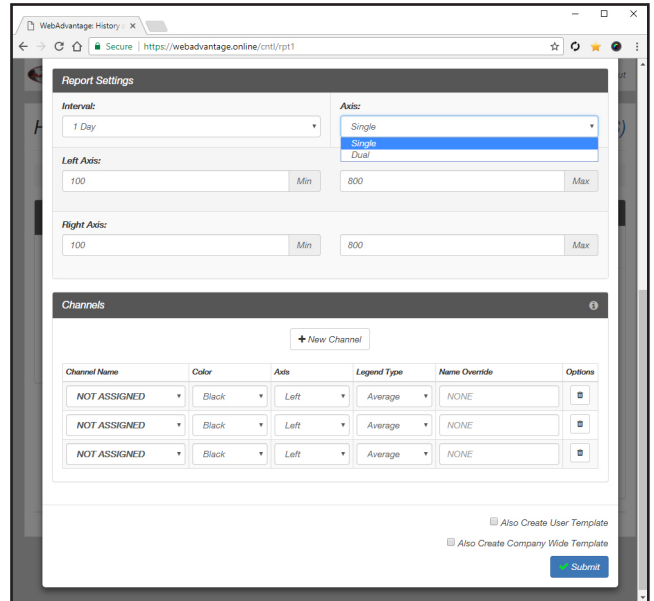 WebAdvantage: History
Secure | https://webadvantage.online/cntl/rpt1
Report Settings
Interval: Axis:
1 Day Single
Single
Dual
Left Axis:
100 Min 800 Max
Right Axis:
100 Min 800 Max
Channels
+ New Channel
Channel Name Color Axis Legend Type Name Override Options
NOT ASSIGNED Black Left Average NONE
NOT ASSIGNED Black Left Average NONE
NOT ASSIGNED Black Left Average NONE
Also Create User Template
Also Create Company Wide Template
Submit